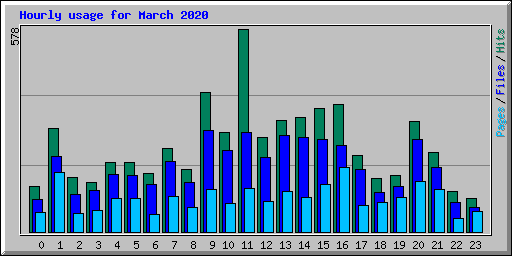 Hourly usage for March 2020
578
Pages / Files / Hits
0 1 2 3 4 5 6 7 8 9 10 11 12 13 14 15 16 17 18 19 20 21 22 23